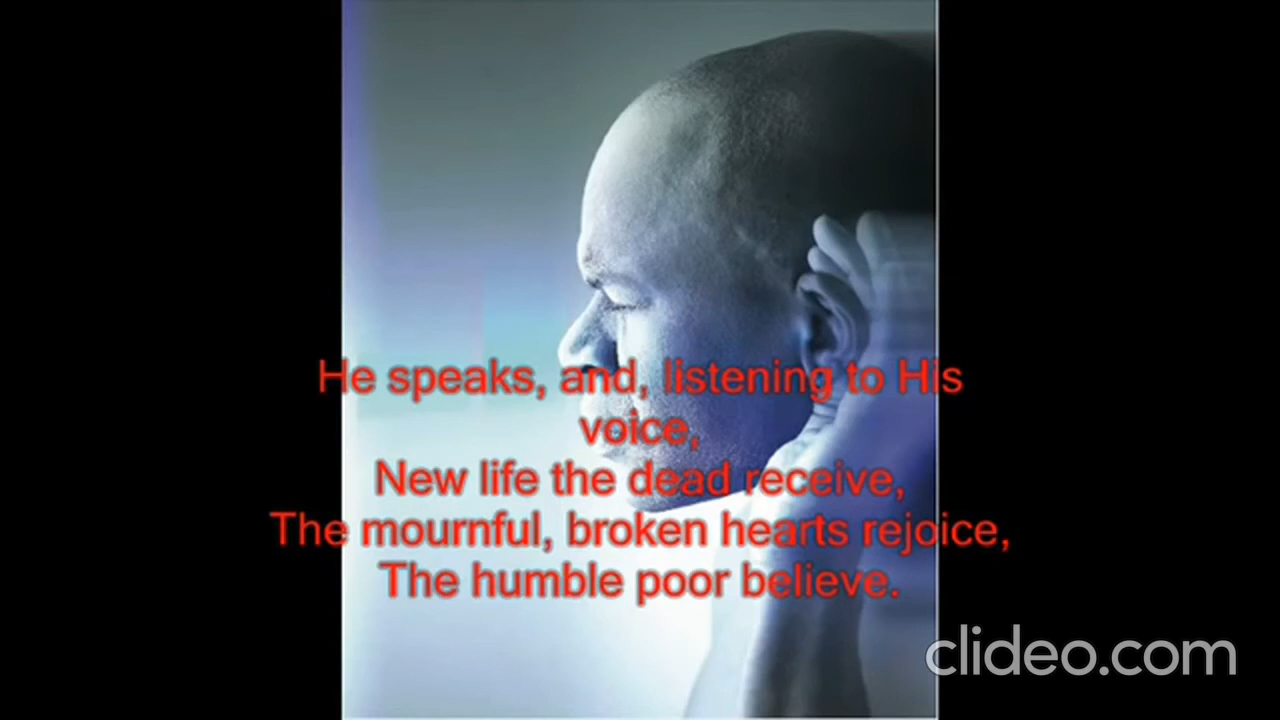 He speaks, and, listening to His
voice,
New life the dead receive,
The mournful, broken hearts rejoice,
The humble poor believe.
clideo.com